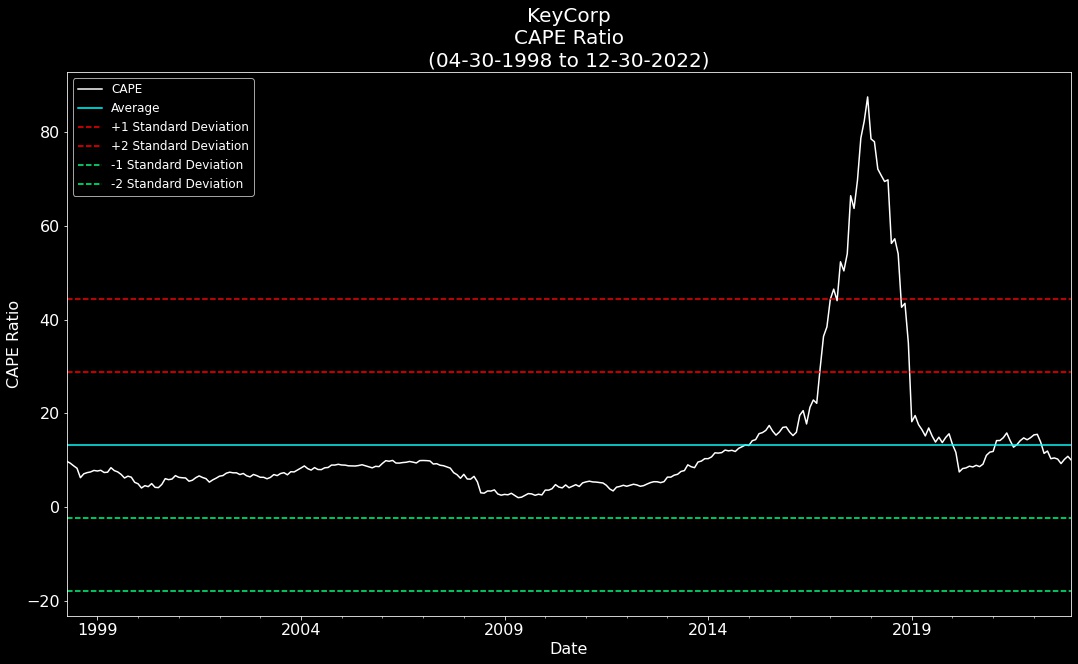 KeyCorp
CAPE Ratio
(04-30-1998 to 12-30-2022)
CAPE
Average
+1 Standard Deviation
+2 Standard Deviation
-1 Standard Deviation
-2 Standard Deviation
80
60
40
20
0
−20
CAPE Ratio
1999 2004 2009 2014 2019
Date